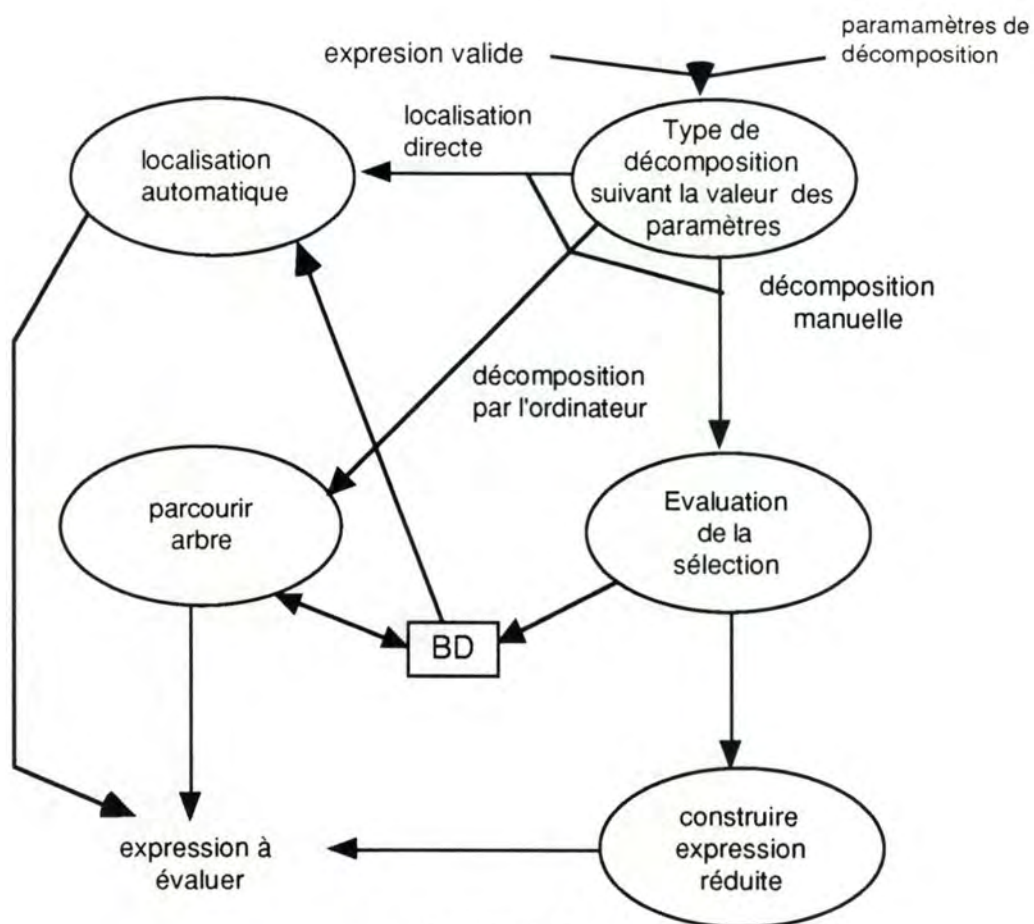 paramamètres de
décomposition
expresion valide
localisation
directe
Type de
décomposition
suivant la valeur des
paramètres
localisation
automatique
décomposition
manuelle
décomposition
par l'ordinateur
parcourir
arbre
Evaluation
de la
sélection
BD
construire
expression
réduite
expression à
évaluer